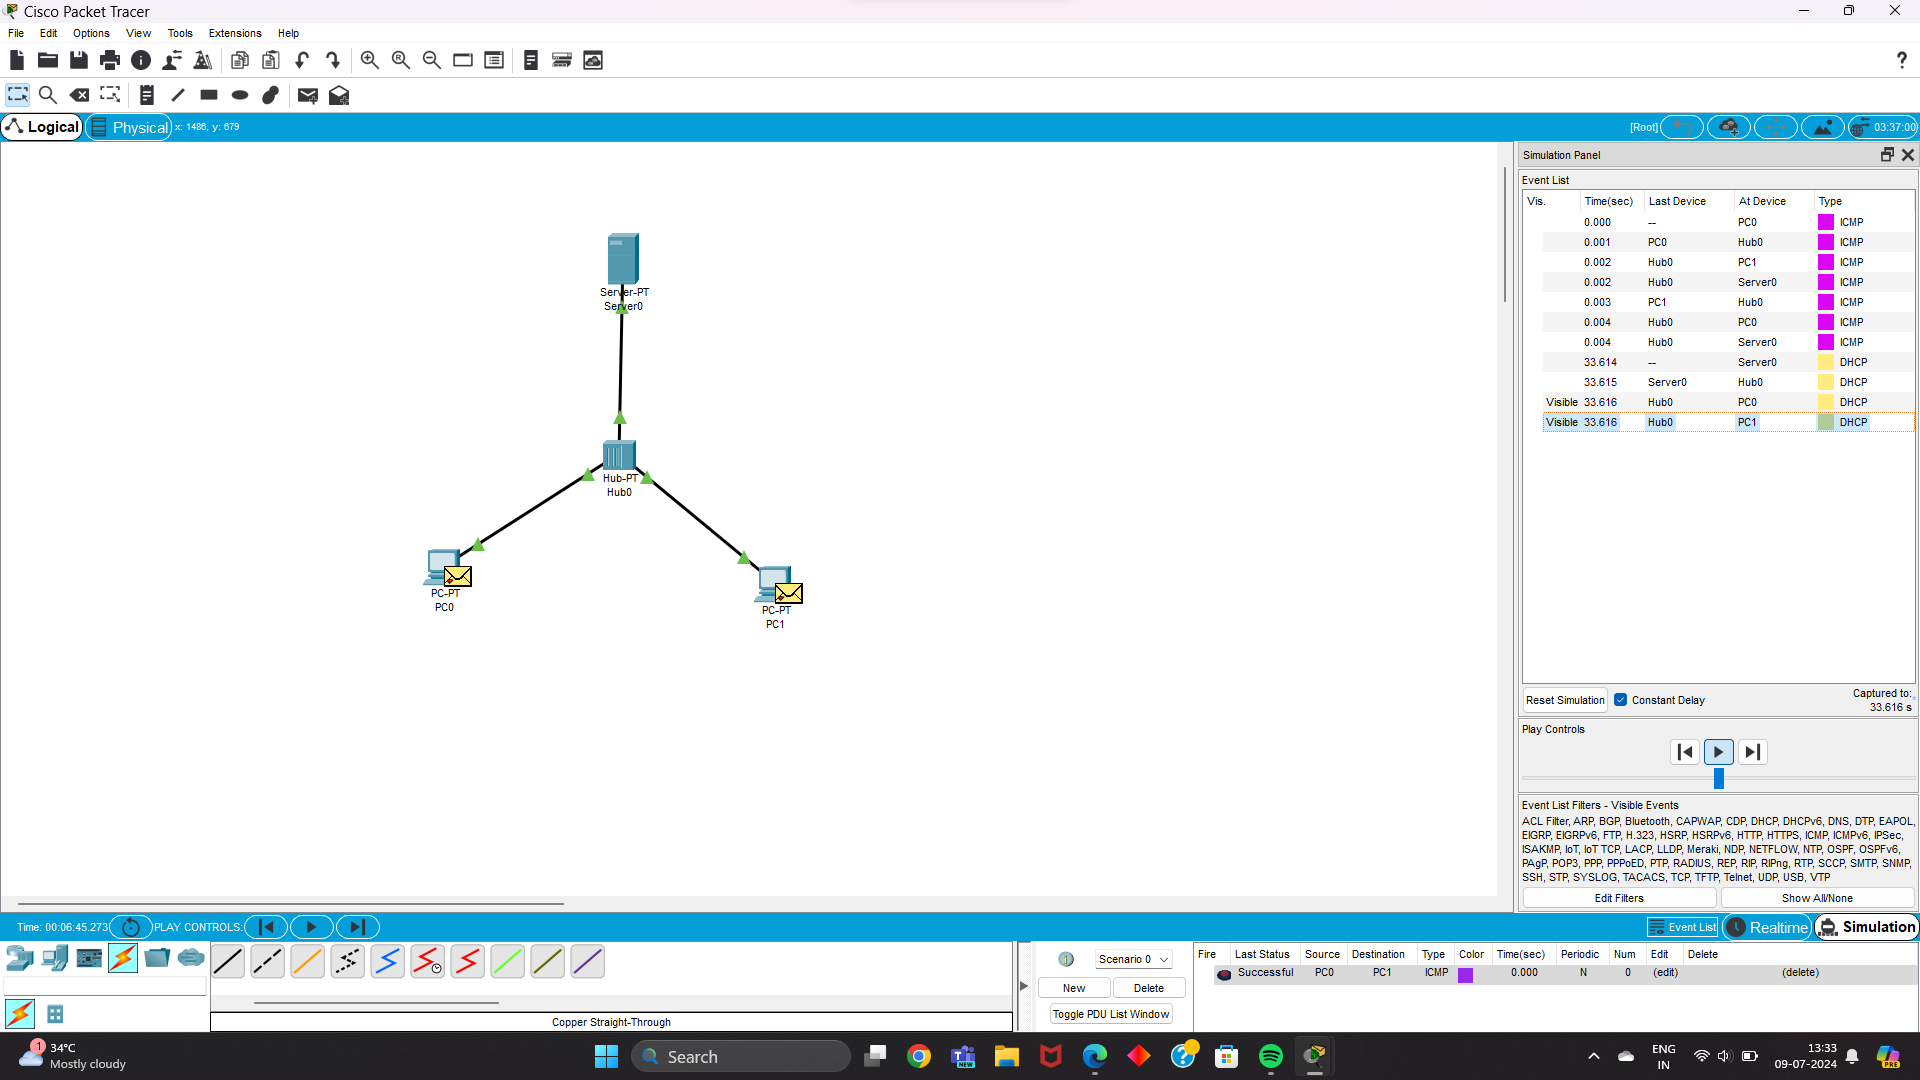 Cisco Packet Tracer
File Edit Options View Tools Extensions Help
Logical Physical x: 1486, y: 679 [Root] 03:37:00
Server-PT
Server0
Hub-PT
Hub0
PC-PT
PC0
PC-PT
PC1
Simulation Panel
Event List
Vis. Time(sec) Last Device At Device Type
0.000 -- PC0 ICMP
0.001 PC0 Hub0 ICMP
0.002 Hub0 PC1 ICMP
0.002 Hub0 Server0 ICMP
0.003 PC1 Hub0 ICMP
0.004 Hub0 PC0 ICMP
0.004 Hub0 Server0 ICMP
33.614 -- Server0 DHCP
33.615 Server0 Hub0 DHCP
Visible 33.616 Hub0 PC0 DHCP
Visible 33.616 Hub0 PC1 DHCP
Reset Simulation Constant Delay Captured to:
33.616 s
Play Controls
Event List Filters - Visible Events
ACL Filter, ARP, BGP, Bluetooth, CAPWAP, CDP, DHCP, DHCPv6, DNS, DTP, EAPOL,
EIGRP, EIGRPv6, FTP, H.323, HSRP, HSRPv6, HTTP, HTTPS, ICMP, ICMPv6, IPSec,
ISAKMP, IoT, IoT TCP, LACP, LLDP, Meraki, NDP, NETFLOW, NTP, OSPF, OSPFv6,
PAgP, POP3, PPP, PPPoED, PTP, RADIUS, REP, RIP, RIPng, RTP, SCCP, SMTP, SNMP,
SSH, STP, SYSLOG, TACACS, TCP, TFTP, Telnet, UDP, USB, VTP
Edit Filters Show All/None
Time: 00:06:45.273 PLAY CONTROLS: Event List Realtime Simulation
Scenario 0
New Delete
Toggle PDU List Window
Fire Last Status Source Destination Type Color Time(sec) Periodic Num Edit Delete
Successful PC0 PC1 ICMP 0.000 N 0 (edit) (delete)
Copper Straight-Through
1
34°C
Mostly cloudy
Search
NEW
ENG
IN
13:33
09-07-2024
PRE